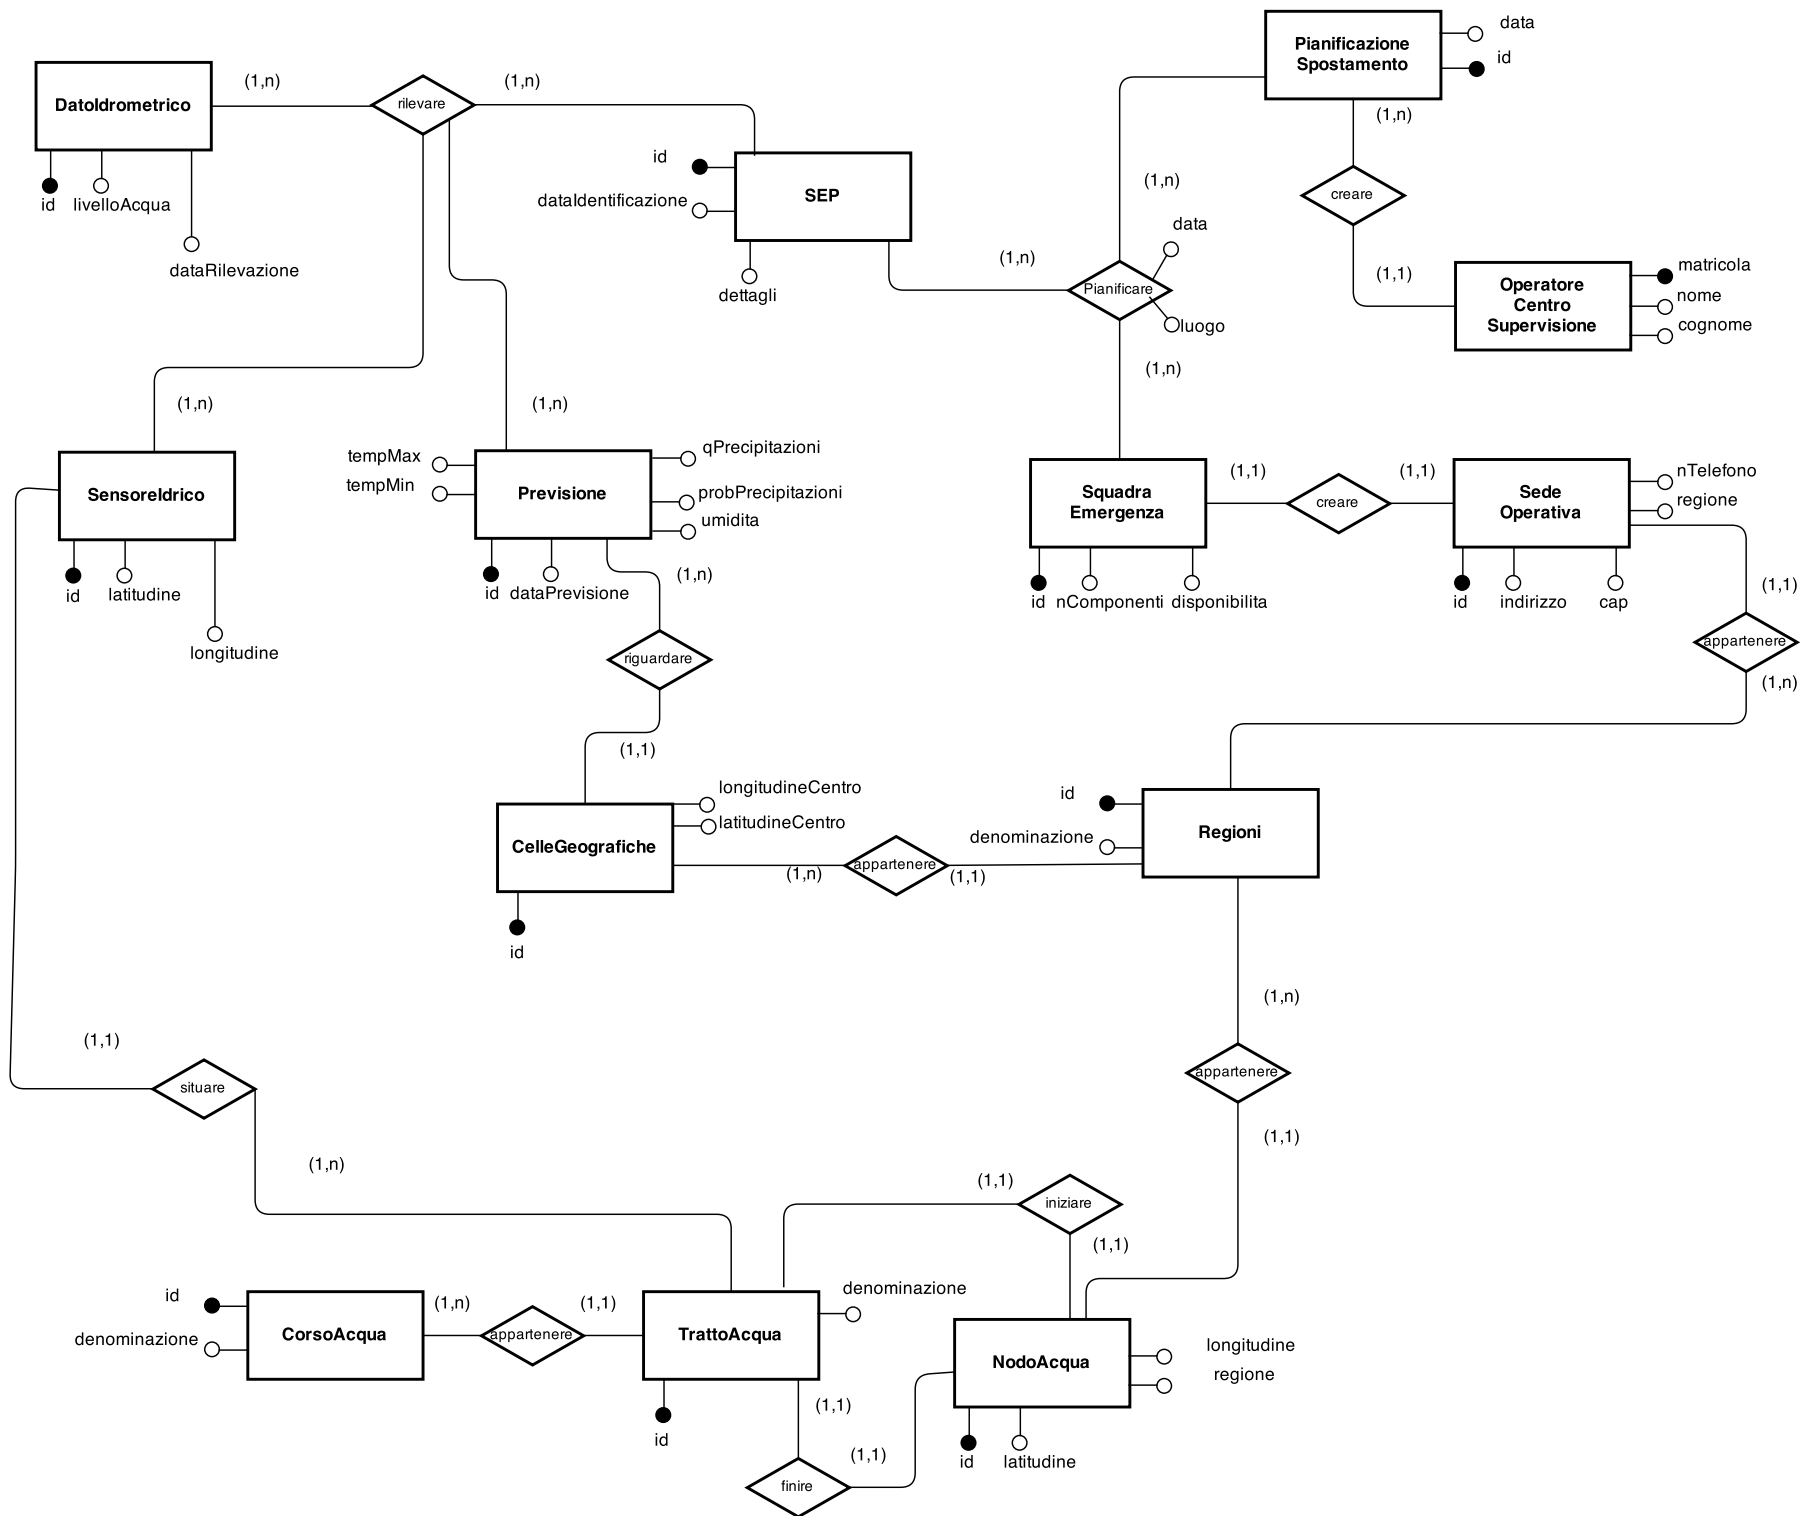 data
id
Pianificazione
Spostamento
(1,n)
(1,n)
(1,n)
DatoIdrometrico
rilevare
id
livelloAcqua
dataRilevazione
id
dataIdentificazione
SEP
dettagli
(1,n)
(1,n)
data
Pianificare
luogo
(1,n)
creare
(1,1)
Operatore
Centro
Supervisione
matricola
nome
cognome
(1,n)
(1,n)
SensoreIdrico
id
latitudine
longitudine
tempMax
tempMin
Previsione
qPrecipitazioni
probPrecipitazioni
umidita
id
dataPrevisione
(1,n)
riguardare
(1,1)
Squadra
Emergenza
id
nComponenti
disponibilita
(1,1)
creare
(1,1)
Sede
Operativa
nTelefono
regione
id
indirizzo
cap
(1,1)
appartenere
(1,n)
CelleGeografiche
longitudineCentro
latitudineCentro
id
(1,n)
appartenere
(1,1)
id
denominazione
Regioni
(1,n)
appartenere
(1,1)
(1,1)
situare
(1,n)
(1,1)
iniziare
(1,1)
id
denominazione
CorsoAcqua
(1,n)
appartenere
(1,1)
TrattoAcqua
denominazione
id
(1,1)
finire
(1,1)
NodoAcqua
longitudine
regione
id
latitudine